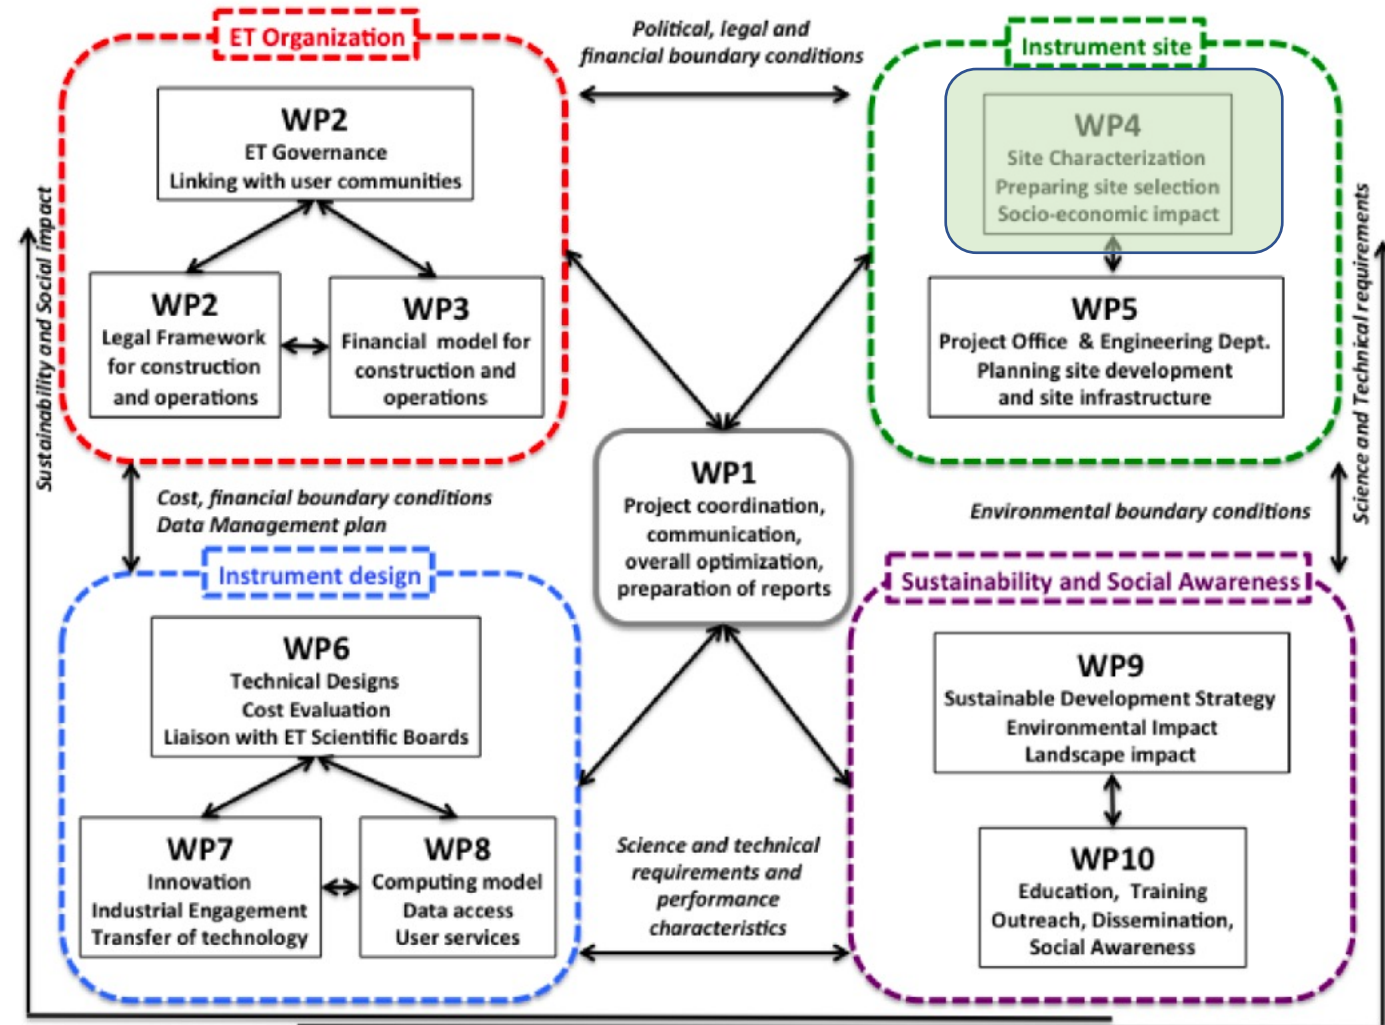 ET Organization
Political, legal and
financial boundary conditions
Instrument site
WP2
ET Governance
Linking with user communities
WP4
Site Characterization
Preparing site selection
Socio-economic impact
WP2
Legal Framework
for construction
and operations
WP3
Financial model for
construction and
operations
WP5
Project Office & Engineering Dept.
Planning site development
and site infrastructure
Sustainability and Social impact
Science and Technical requirements
WP1
Project coordination,
communication,
overall optimization,
preparation of reports
Cost, financial boundary conditions
Data Management plan
Environmental boundary conditions
Instrument design
Sustainability and Social Awareness
WP6
Technical Designs
Cost Evaluation
Liaison with ET Scientific Boards
WP9
Sustainable Development Strategy
Environmental Impact
Landscape impact
WP7
Innovation
Industrial Engagement
Transfer of technology
WP8
Computing model
Data access
User services
Science and technical
requirements and
performance
characteristics
WP10
Education, Training
Outreach, Dissemination,
Social Awareness